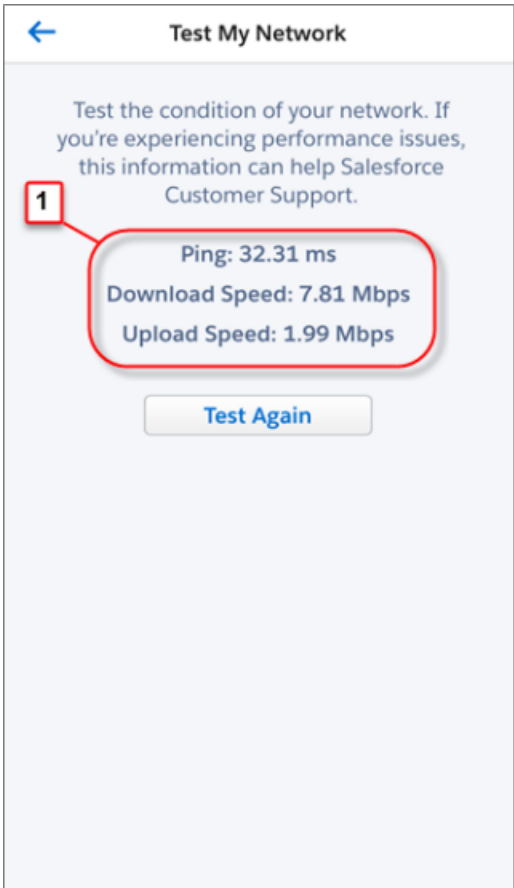 Test My Network
Test the condition of your network. If
you're experiencing performance issues,
this information can help Salesforce
Customer Support.
1
Ping: 32.31 ms
Download Speed: 7.81 Mbps
Upload Speed: 1.99 Mbps
Test Again